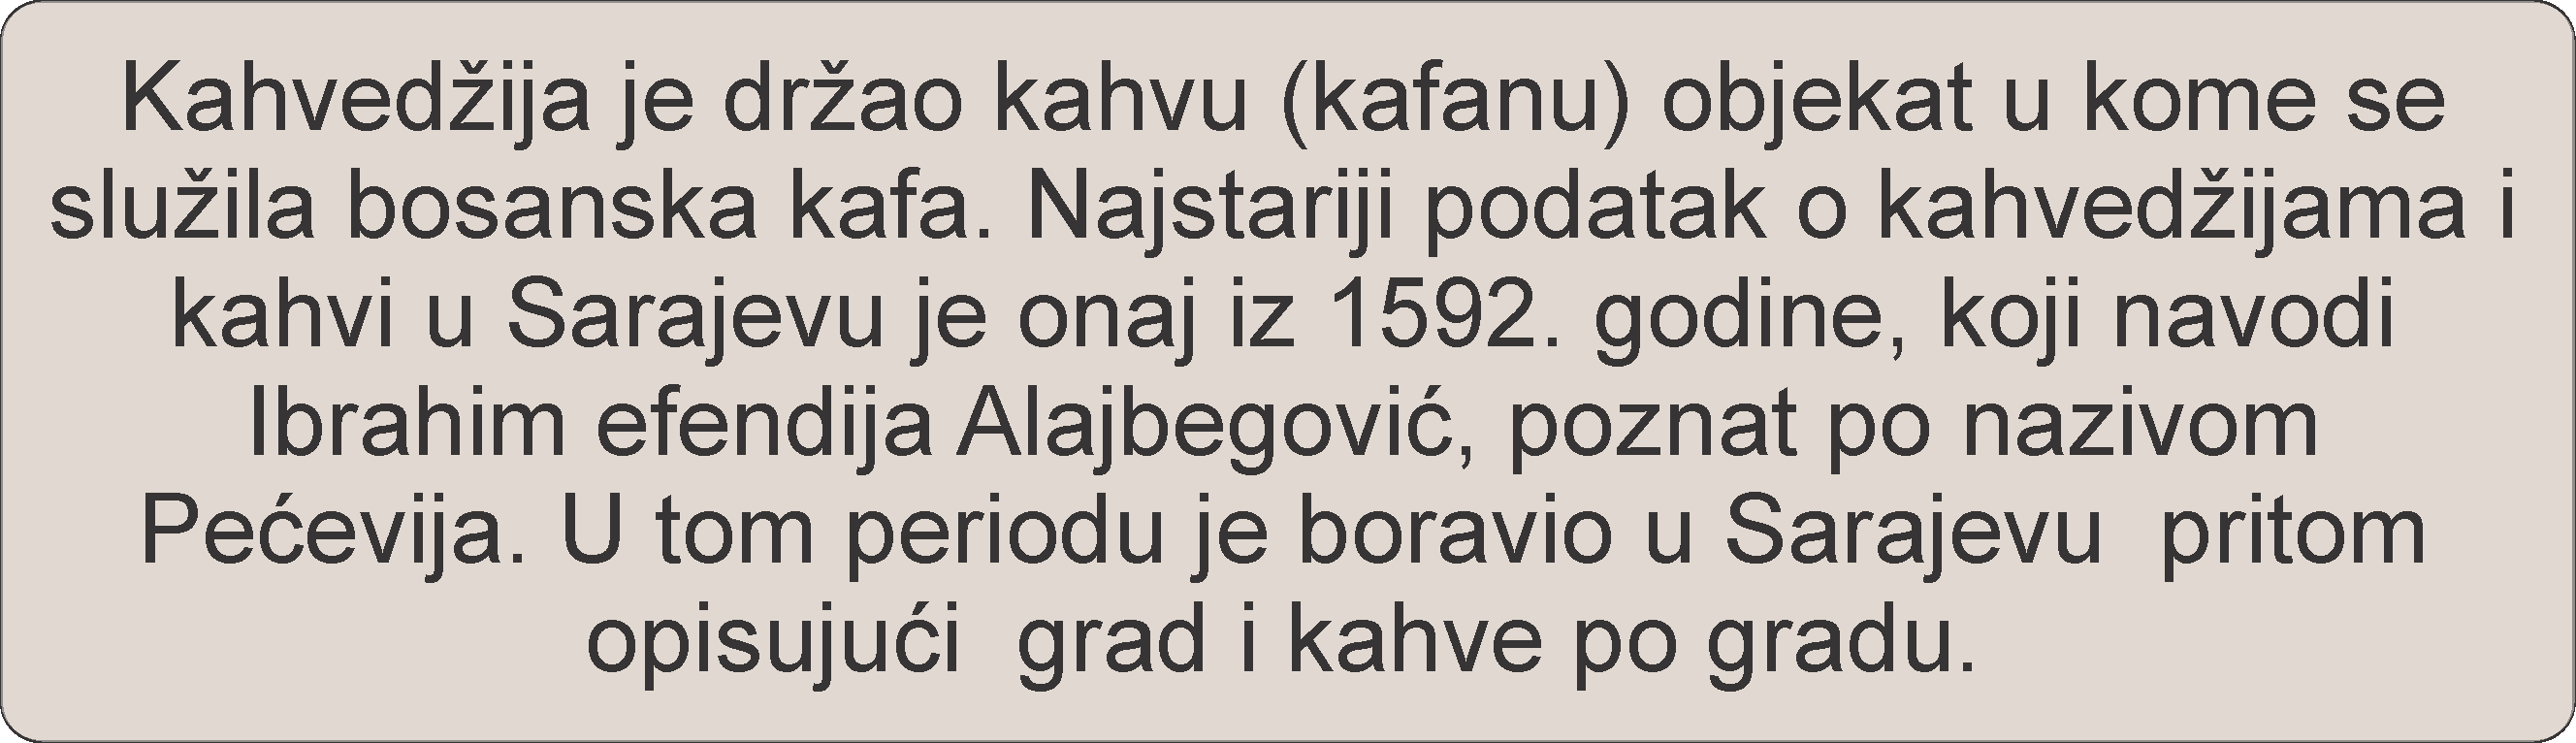 Kahvedžija je držao kahvu (kafanu) objekat u kome se
služila bosanska kafa. Najstariji podatak o kahvedžijama i
kahvi u Sarajevu je onaj iz 1592. godine, koji navodi
Ibrahim efendija Alajbegović, poznat po nazivom
Pećevija. U tom periodu je boravio u Sarajevu  pritom
opisujući  grad i kahve po gradu.